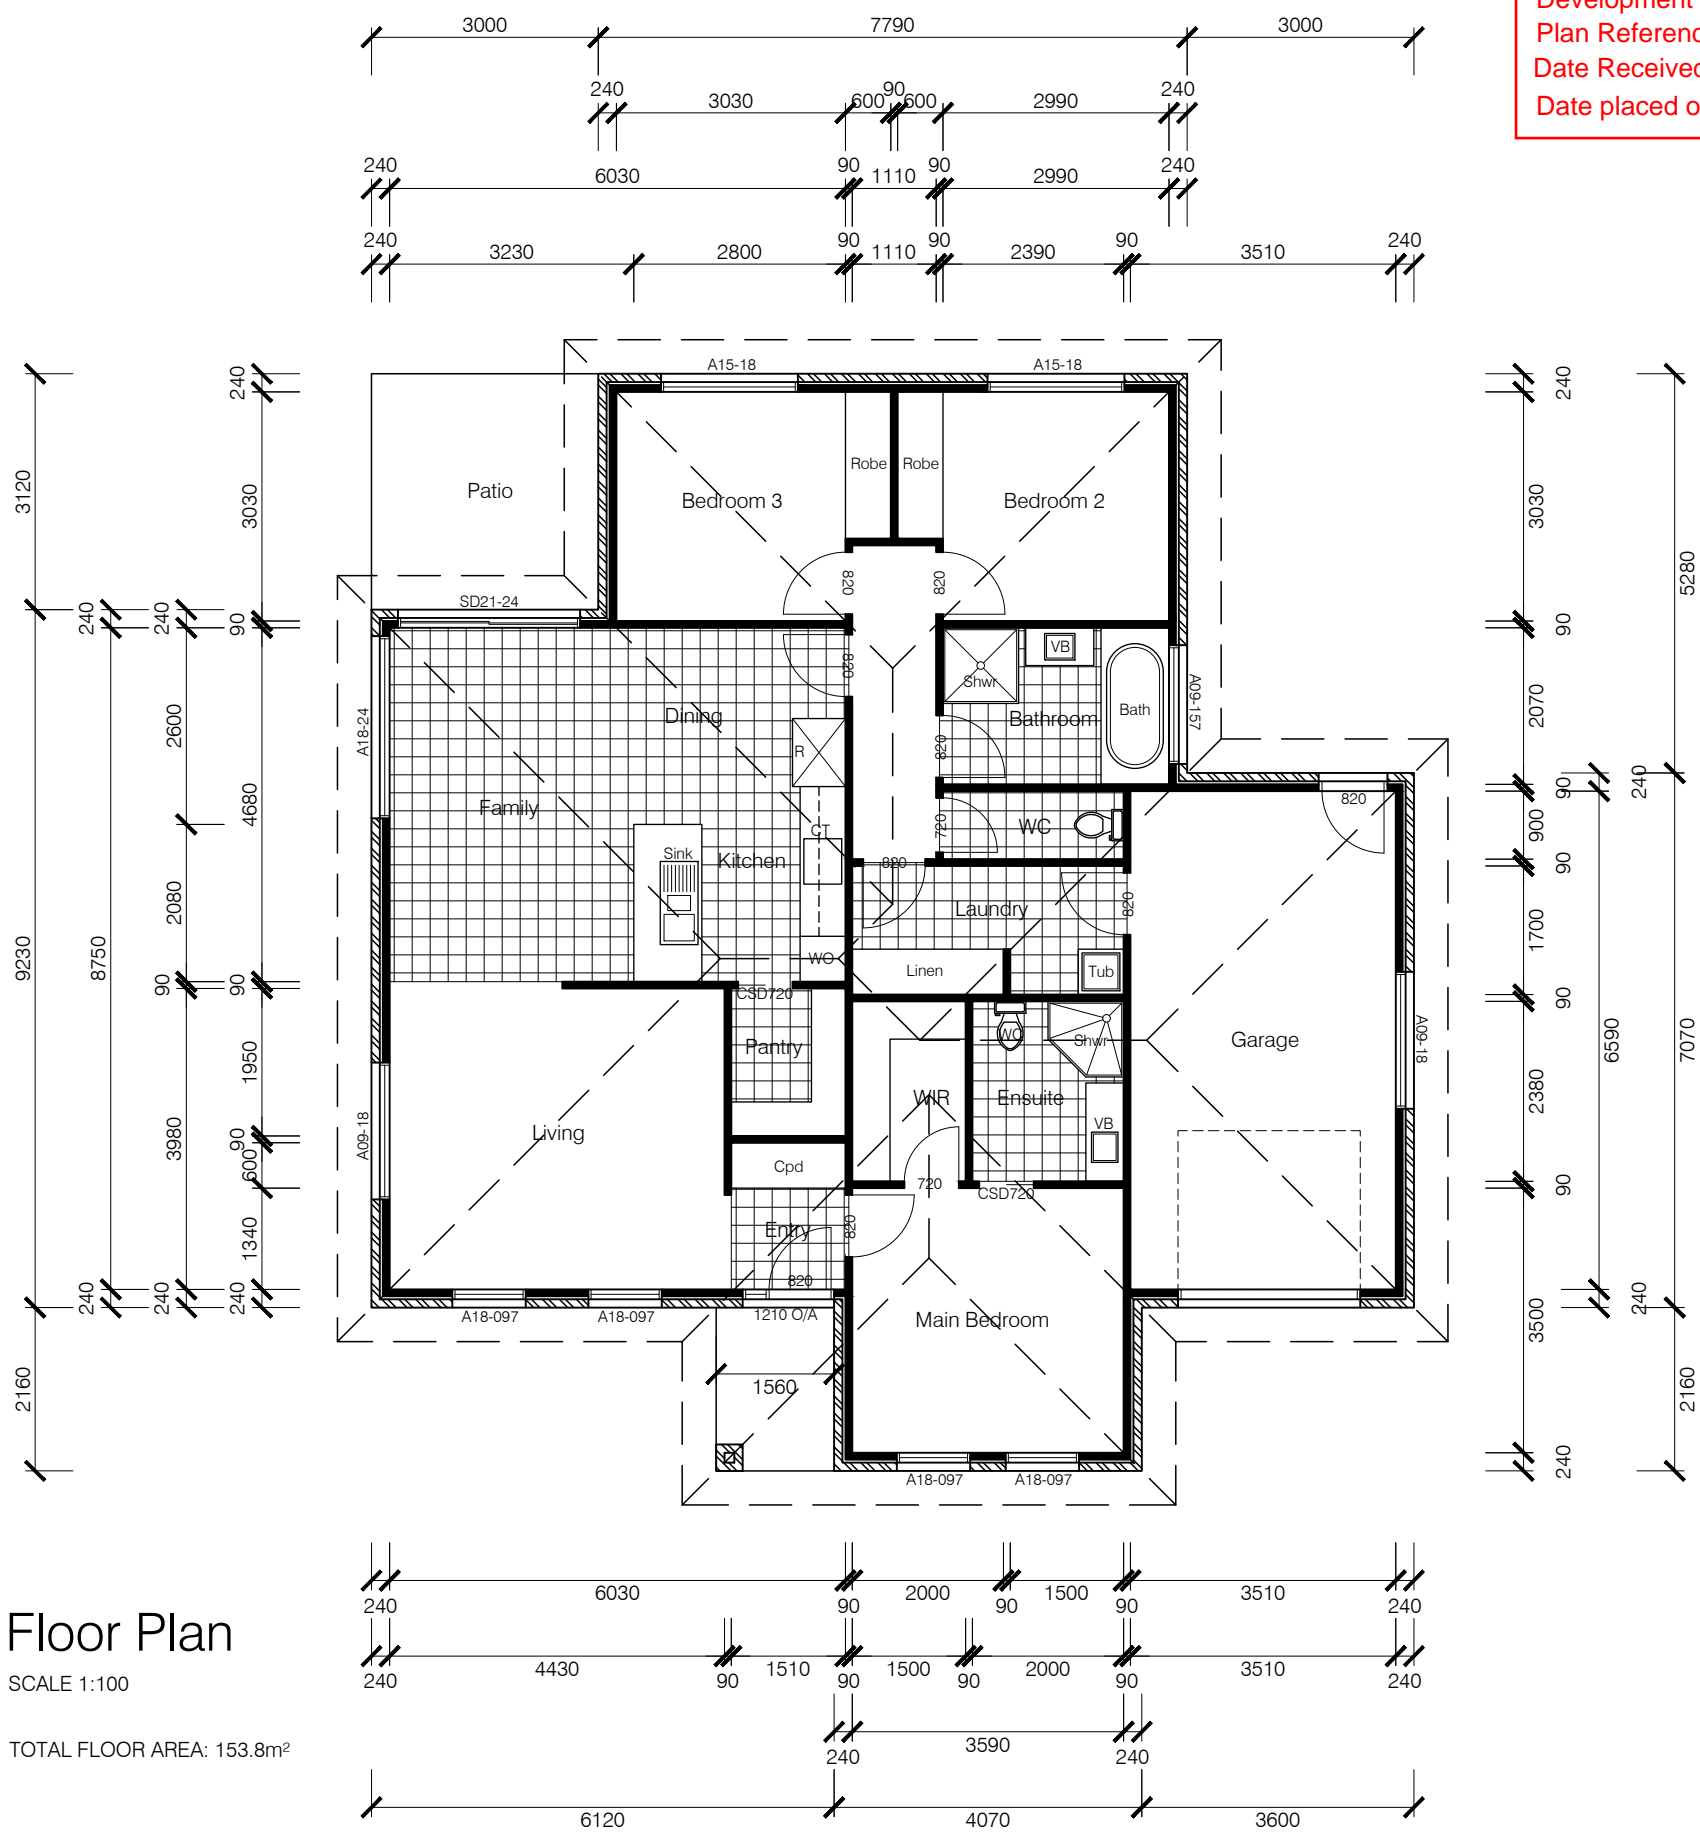 Development
Plan Referenc
Date Received
Date placed o
3000 7790 3000
240 3030 600 90 600 2990 240
240 6030 90 1110 90 2990 240
240 3230 2800 90 1110 90 2390 90 3510 240
A15-18 A15-18
Patio
Bedroom 3
Robe
Robe
Bedroom 2
820
820
SD21-24
820
Dining
Shwr
VB
Bathroom
Bath
A09-157
820
A18-24
R
Family
CT
Sink
Kitchen
WO
720
WC
820
820
Laundry
820
Linen
Tub
CSD720
Pantry
WC
Shwr
Garage
A09-18
WIR
Ensuite
VB
Living
A09-18
Cpd
720
CSD720
Entry
820
820
1210 O/A
A18-097 A18-097
Main Bedroom
1560
A18-097 A18-097
3120
9230
2160
240
8750
240
240
2600
2080
90
3980
240
240
3030
90
4680
90
1950
90
600
1340
240
240
3030
90
2070
90
900
90
1700
90
2380
90
3500
240
6590
240
240
5280
7070
2160
240 6030 90 2000 90 1500 90 3510 240
240 4430 90 1510 90 1500 90 2000 90 3510 240
240 3590 240
6120 4070 3600
Floor Plan
SCALE 1:100
TOTAL FLOOR AREA: 153.8m²